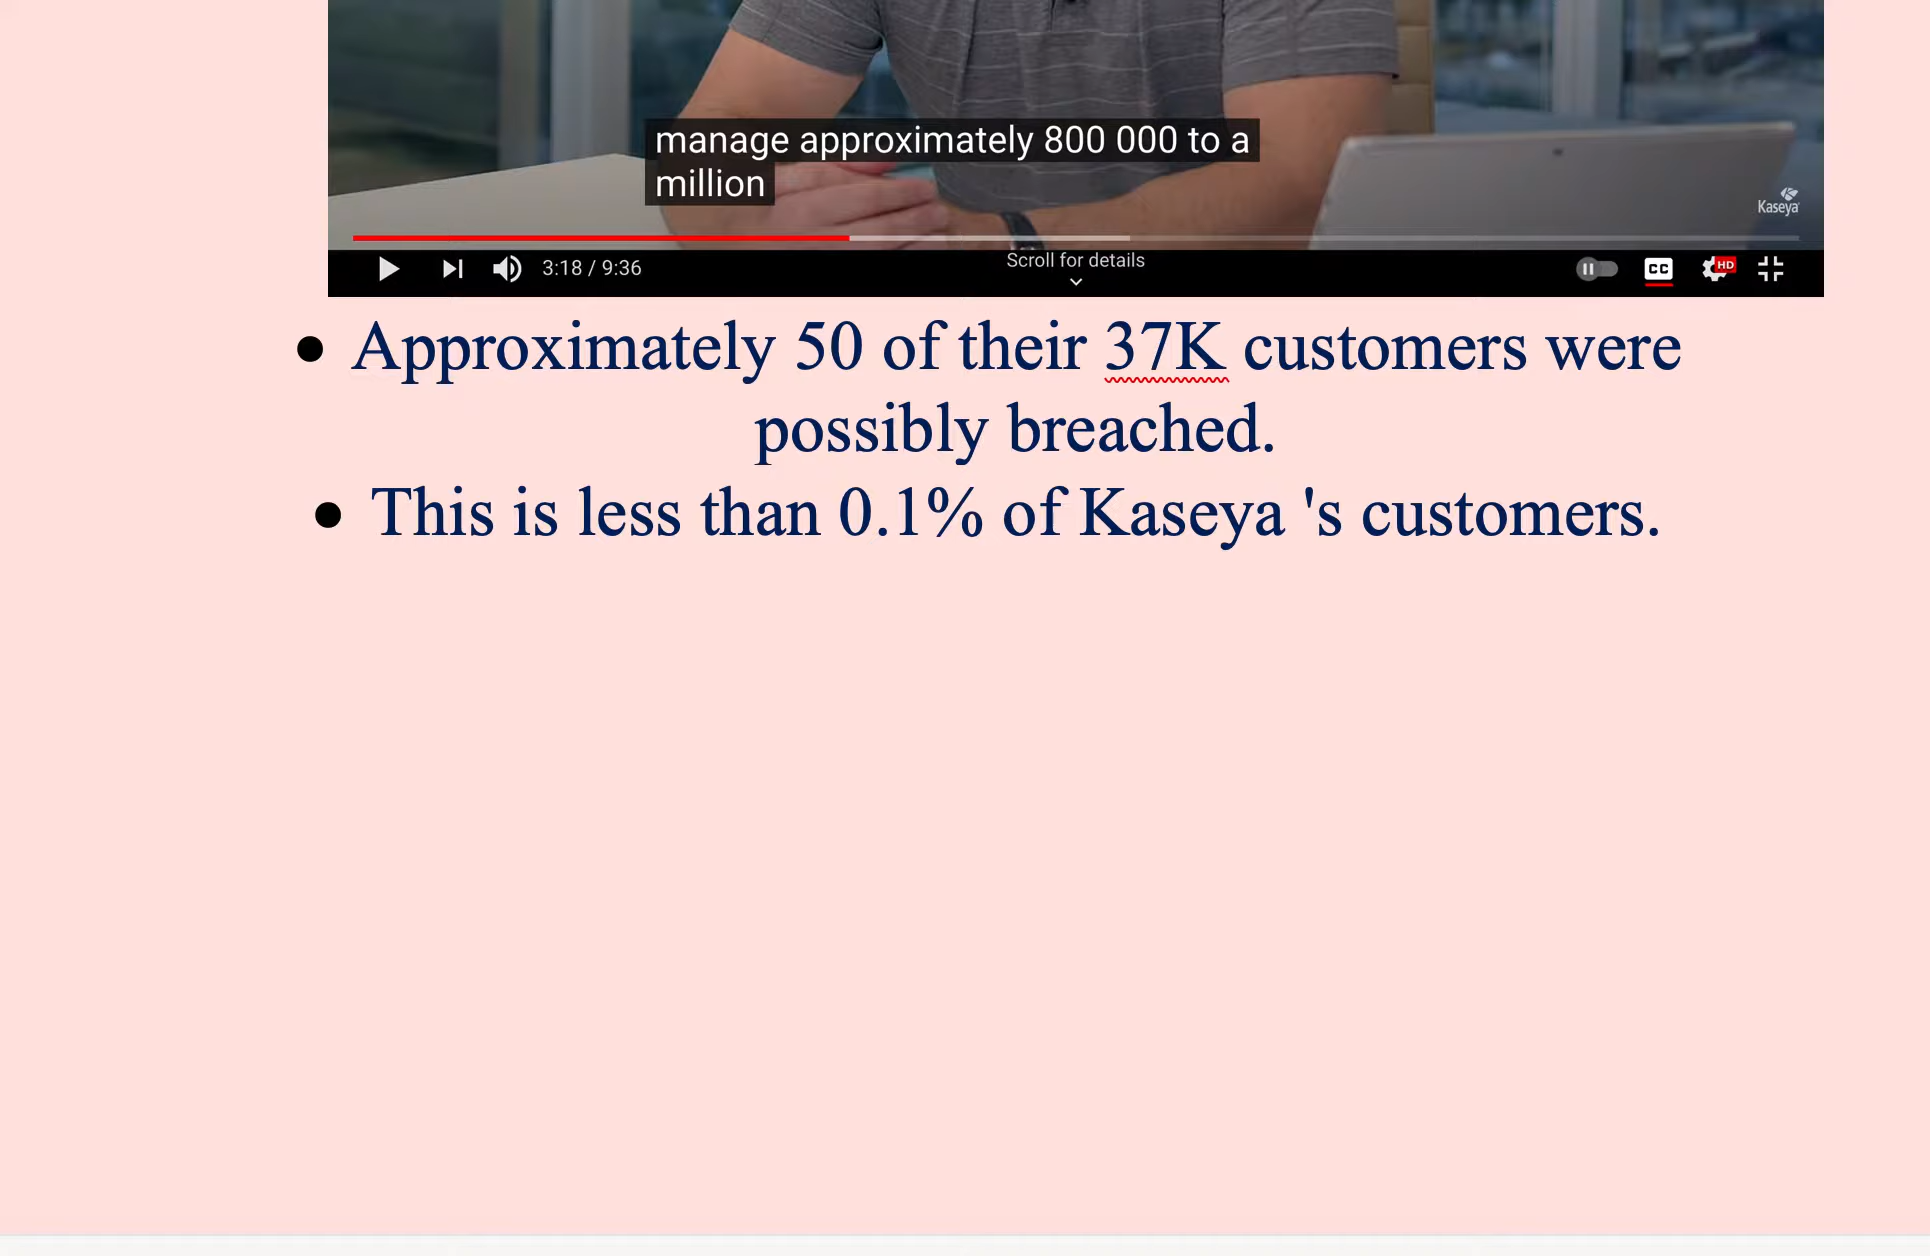 manage approximately 800 000 to a
million
Kaseya
3:18 / 9:36
Scroll for details
CC
HD
● Approximately 50 of their 37K customers were
possibly breached.
● This is less than 0.1% of Kaseya 's customers.